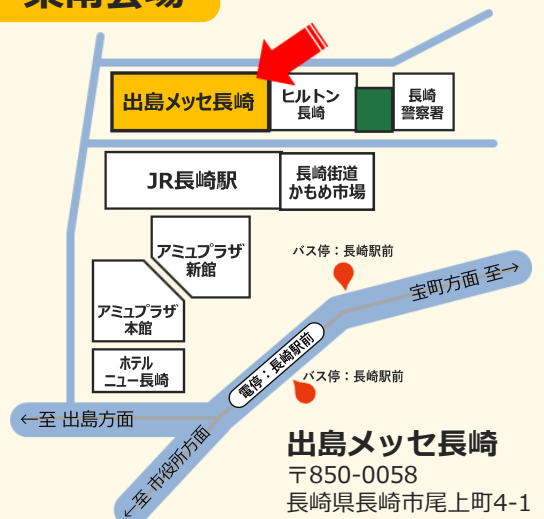 出島メッセ長崎
ヒルトン
長崎
長崎
警察署
JR長崎駅
長崎街道
かもめ市場
アミュプラザ
新館
バス停：長崎駅前
宝町方面 至→
アミュプラザ
本館
電停：長崎駅前
ホテル
ニュー長崎
バス停：長崎駅前
←至 出島方面
←至 市役所方面
出島メッセ長崎
〒850-0058
長崎県長崎市尾上町4-1